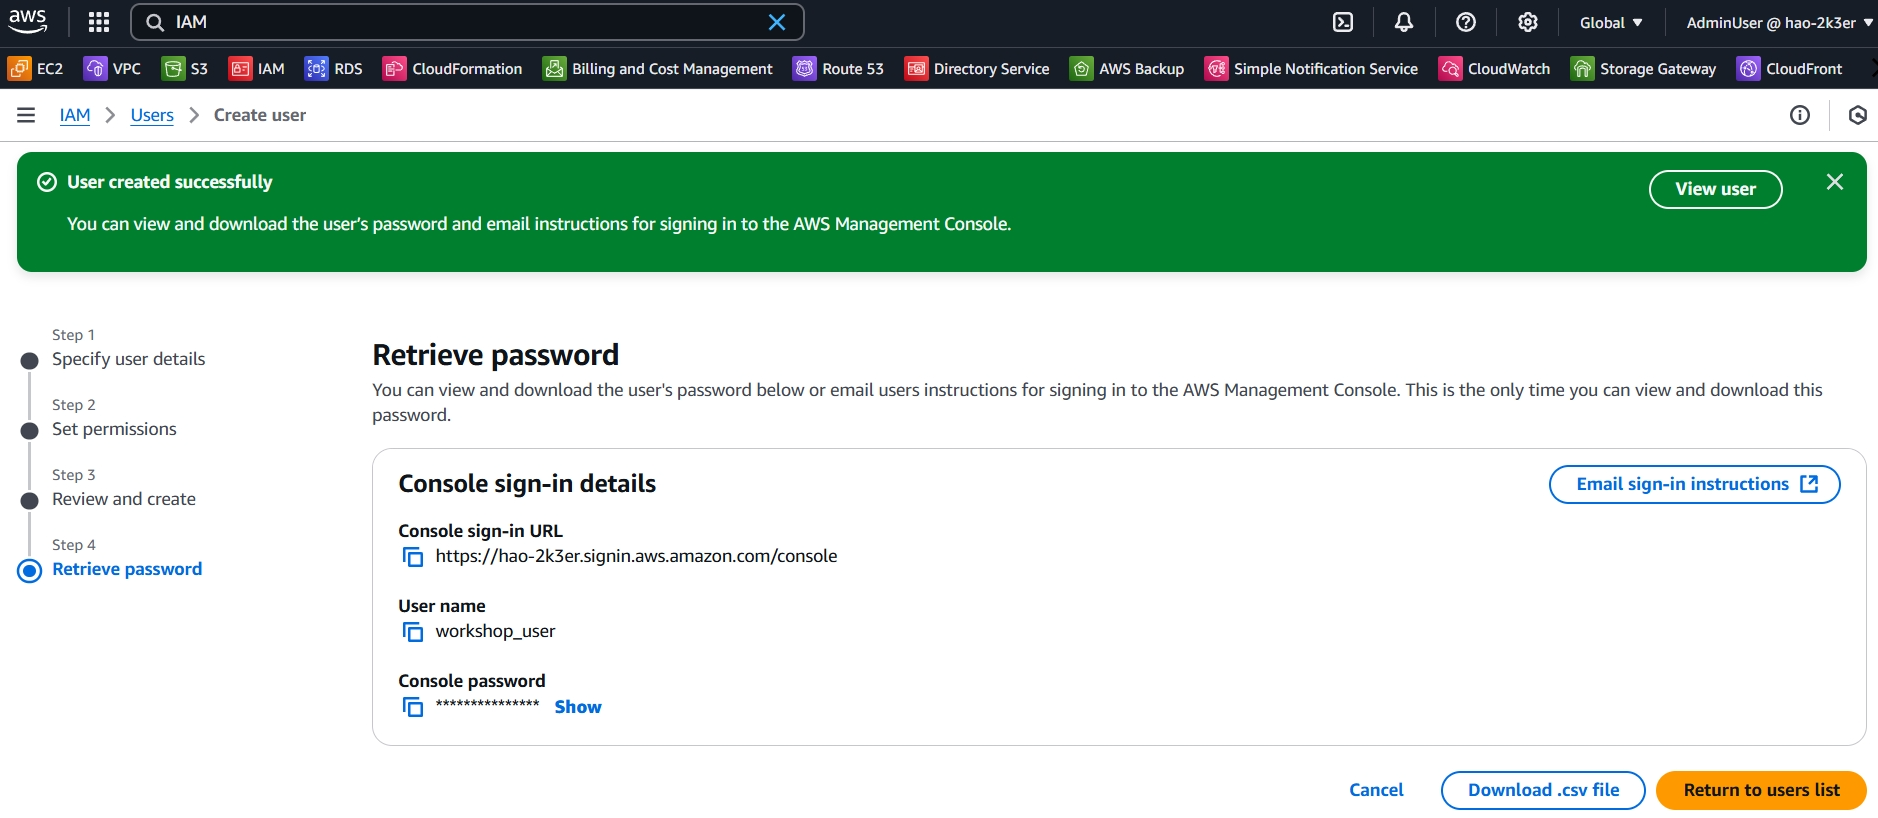 aws
IAM
Global
AdminUser @ hao-2k3er
EC2
VPC
S3
IAM
RDS
CloudFormation
Billing and Cost Management
Route 53
Directory Service
AWS Backup
Simple Notification Service
CloudWatch
Storage Gateway
CloudFront
IAM
Users
Create user
User created successfully
View user
You can view and download the user's password and email instructions for signing in to the AWS Management Console.
Step 1
Specify user details
Step 2
Set permissions
Step 3
Review and create
Step 4
Retrieve password
Retrieve password
You can view and download the user's password below or email users instructions for signing in to the AWS Management Console. This is the only time you can view and download this
password.
Console sign-in details
Email sign-in instructions
Console sign-in URL
https://hao-2k3er.signin.aws.amazon.com/console
User name
workshop_user
Console password
*************** Show
Cancel
Download .csv file
Return to users list